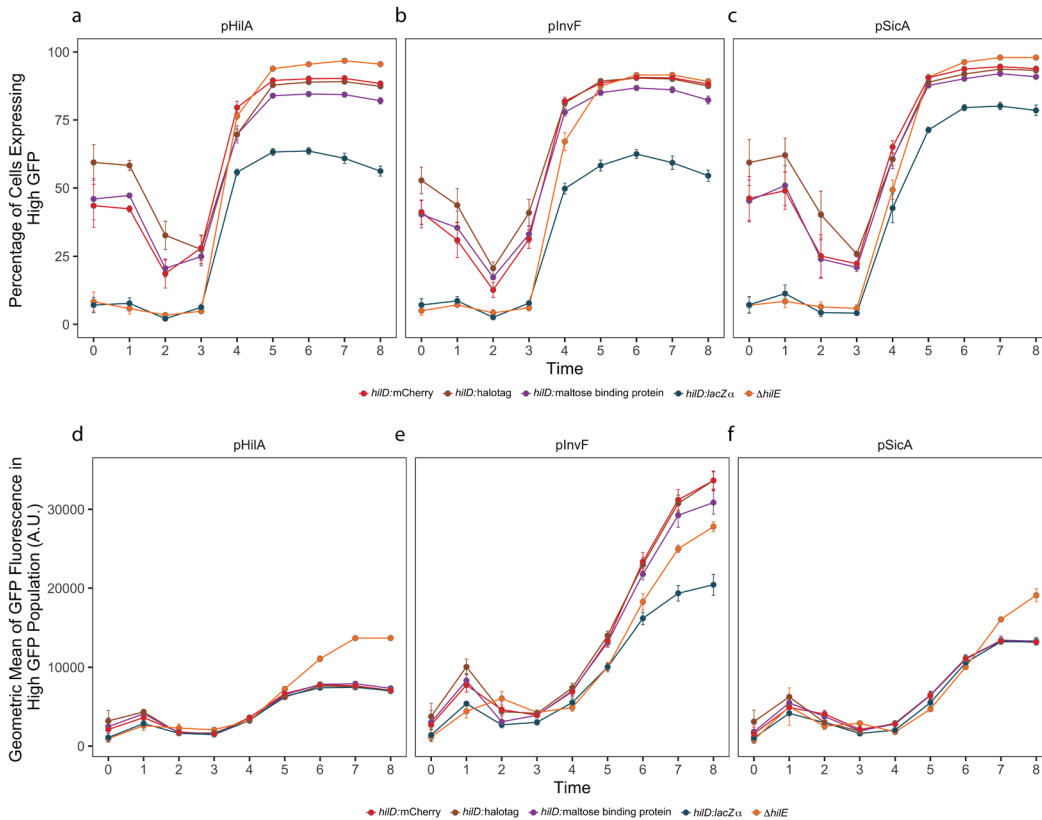 a
b
c
pHilA
pInvF
pSicA
Percentage of Cells Expressing
High GFP
100
75
50
25
0
0 1 2 3 4 5 6 7 8
0 1 2 3 4 5 6 7 8
0 1 2 3 4 5 6 7 8
Time
hilD:mCherry hilD:halotag hilD:maltose binding protein hilD:lacZα ΔhilE
d
e
f
pHilA
pInvF
pSicA
Geometric Mean of GFP Fluorescence in
High GFP Population (A.U.)
30000
20000
10000
0
0 1 2 3 4 5 6 7 8
0 1 2 3 4 5 6 7 8
0 1 2 3 4 5 6 7 8
Time
hilD:mCherry hilD:halotag hilD:maltose binding protein hilD:lacZα ΔhilE